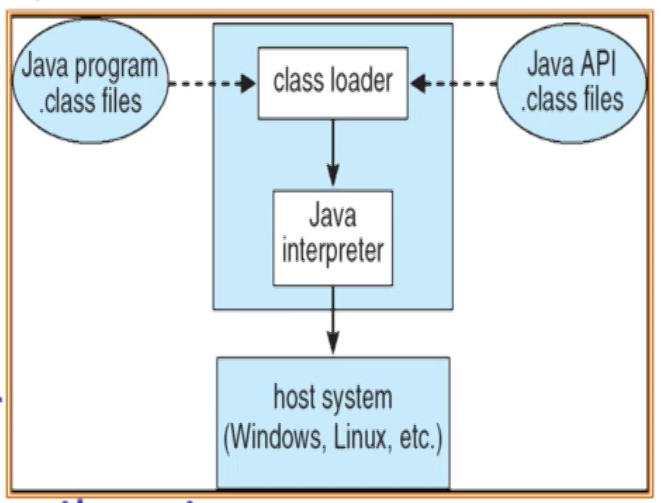 Java program
.class files
class loader
Java API
.class files
Java
interpreter
host system
(Windows, Linux, etc.)